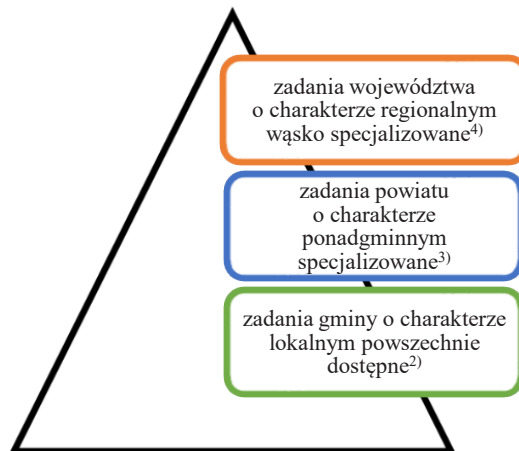 zadania województwa
o charakterze regionalnym
wąsko specjalizowane⁴⁾
zadania powiatu
o charakterze
ponadgminnym
specjalizowane³⁾
zadania gminy o charakterze
lokalnym powszechnie
dostępne²⁾